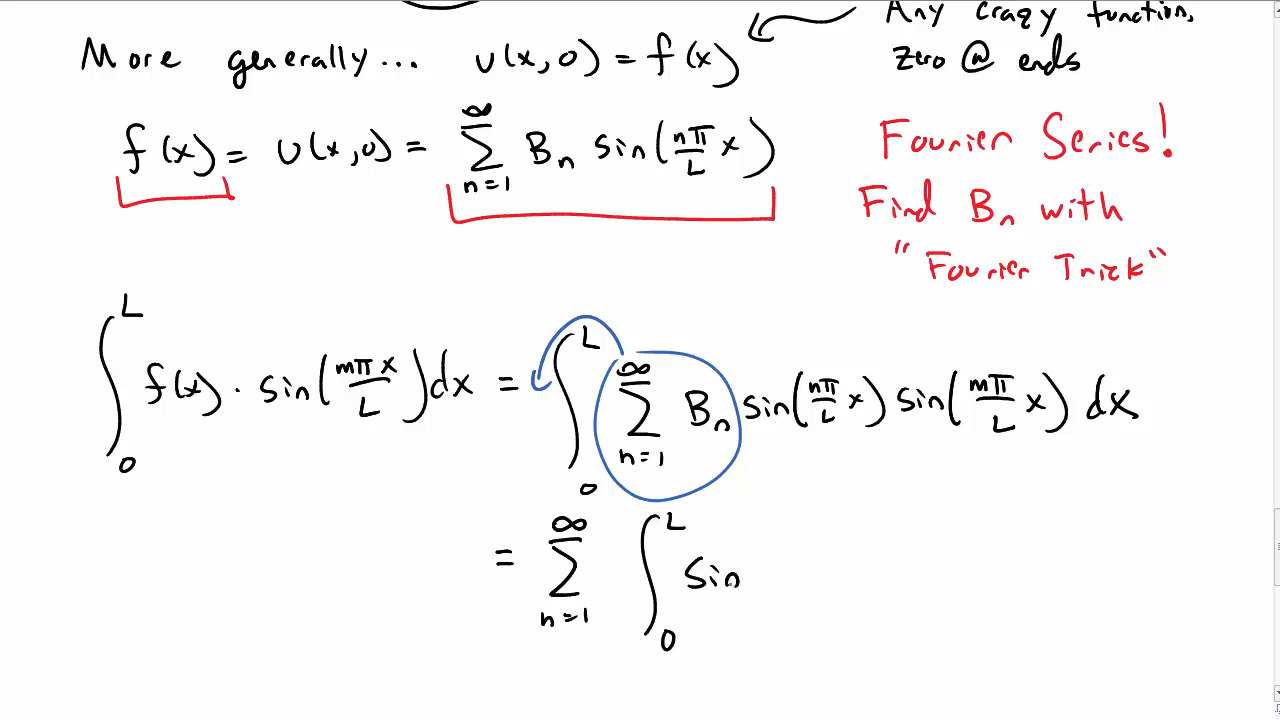 Any crazy function,
More generally... u(x,0) = f(x)
zero @ ends
f(x) = u(x,0) = ∑_{n=1}^{∞} B_n sin(nπ/L x)
Fourier Series!
Find B_n with
"Fourier Trick"
∫_0^L f(x) · sin(mπx/L) dx = ∫_0^L ∑_{n=1}^{∞} B_n sin(nπ/L x) sin(mπ/L x) dx
= ∑_{n=1}^{∞} ∫_0^L sin